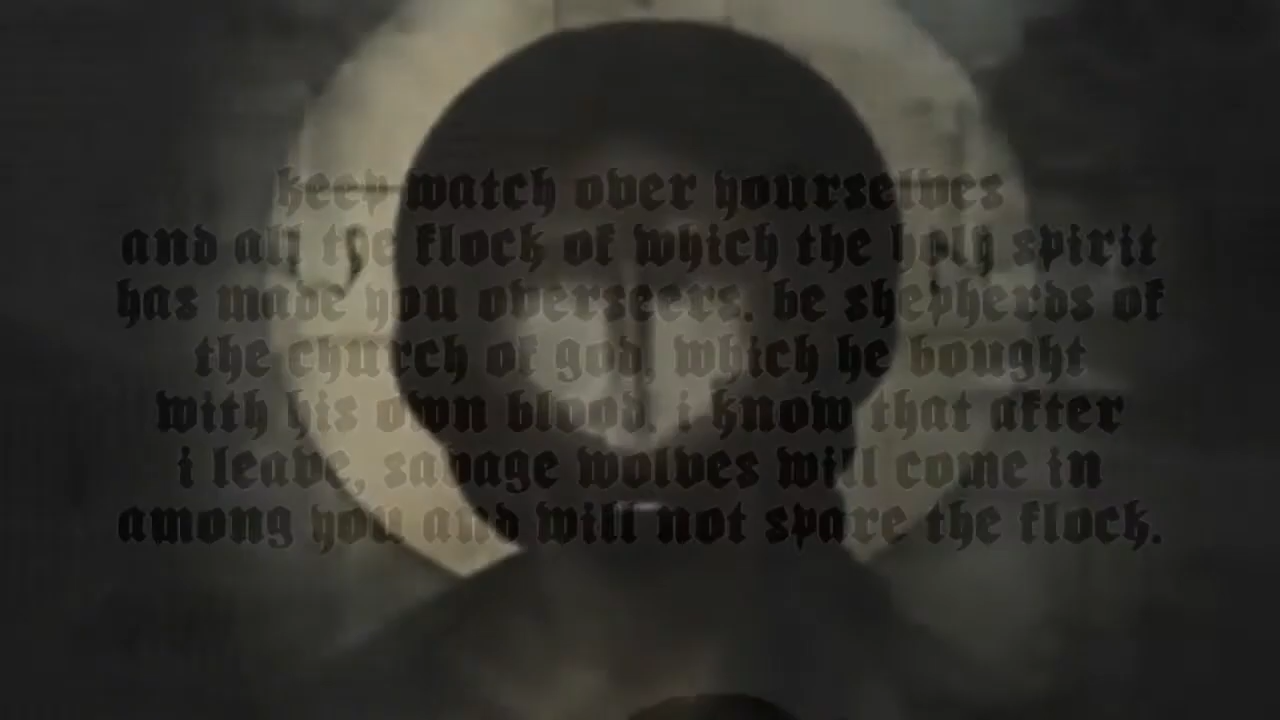 keep watch over yourselves
and all the flock of which the holy spirit
has made you overseers. be shepherds of
the church of god, which he bought
with his own blood. i know that after
i leave, savage wolves will come in
among you and will not spare the flock.